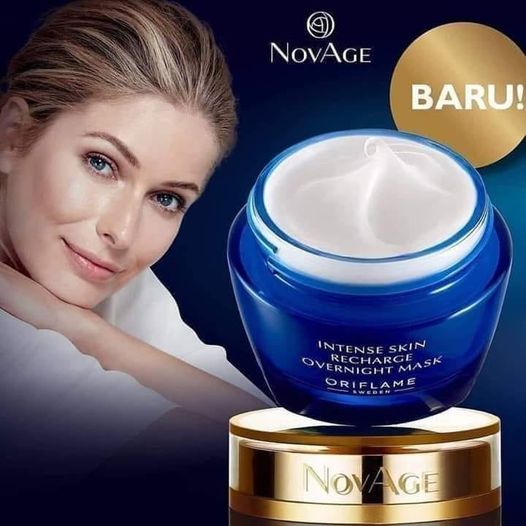 NOVAGE
BARU!
INTENSE SKIN
RECHARGE
OVERNIGHT MASK
ORIFLAME
SWEDEN
NOVAGE